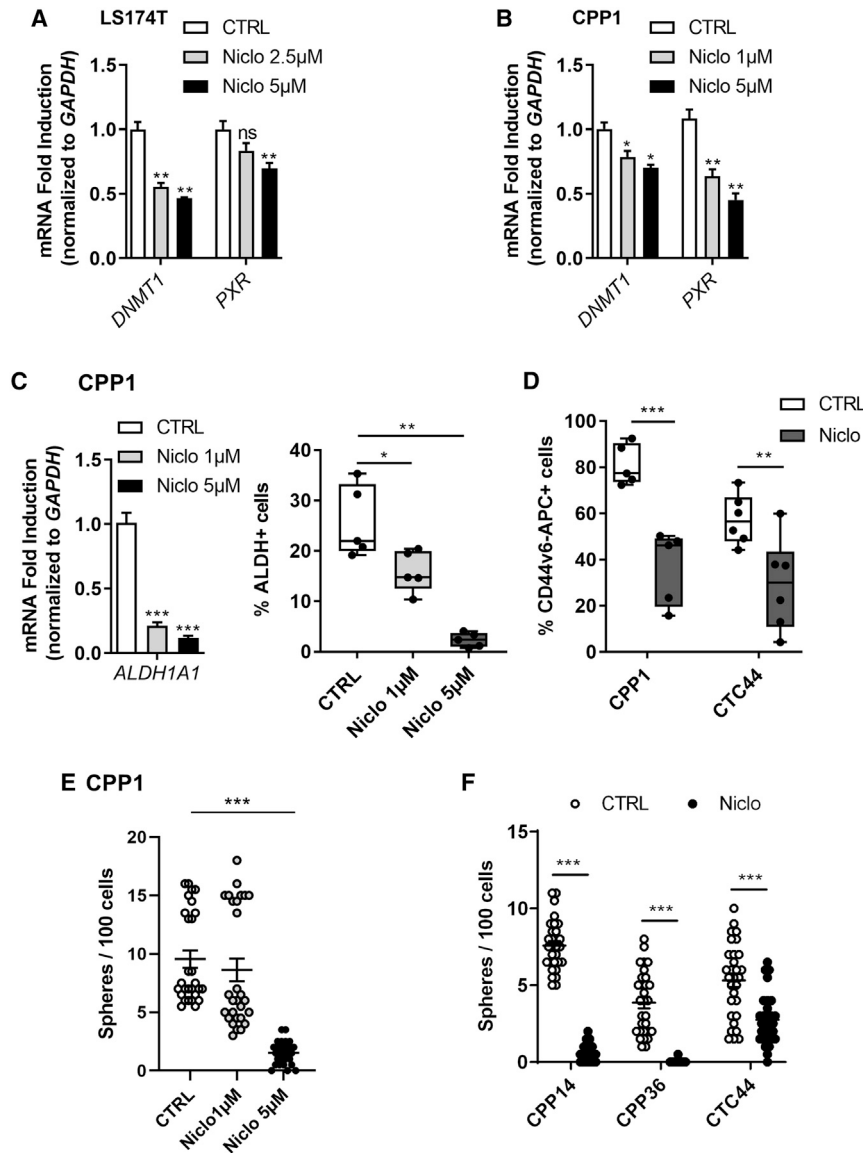 A LS174T
CTRL
Niclo 2.5µM
Niclo 5µM
mRNA Fold Induction
(normalized to GAPDH)
1.5
1.0
0.5
0.0
** **
ns
**
DNMT1
PXR
B CPP1
CTRL
Niclo 1µM
Niclo 5µM
mRNA Fold Induction
(normalized to GAPDH)
1.5
1.0
0.5
0.0
* *
**
**
DNMT1
PXR
C CPP1
CTRL
Niclo 1µM
Niclo 5µM
mRNA Fold Induction
(normalized to GAPDH)
1.5
1.0
0.5
0.0
*** ***
ALDH1A1
% ALDH+ cells
40
30
20
10
0
**
*
CTRL
Niclo 1µM
Niclo 5µM
D
CTRL
Niclo
% CD44v6-APC+ cells
100
80
60
40
20
0
***
**
CPP1
CTC44
E CPP1
***
Spheres / 100 cells
20
15
10
5
0
CTRL
Niclo1µM
Niclo 5µM
F
CTRL
Niclo
Spheres / 100 cells
15
10
5
0
***
***
***
CPP14
CPP36
CTC44